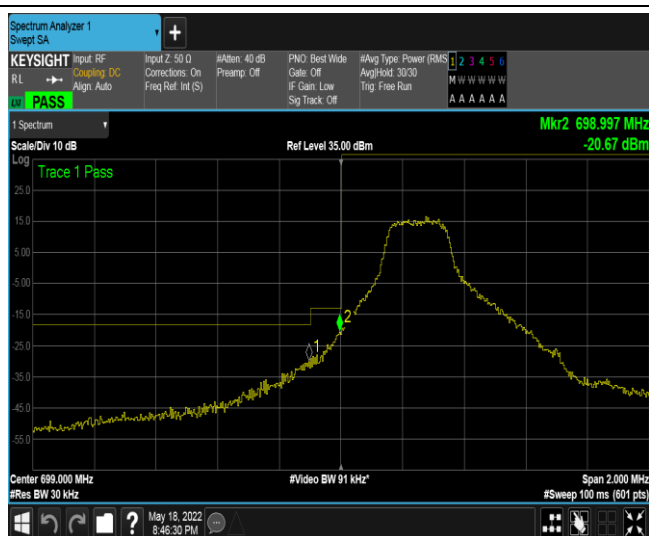 Spectrum Analyzer 1
Swept SA
KEYSIGHT
Input: RF
Coupling: DC
Align: Auto
Input Z: 50 Ω
Corrections: On
Freq Ref: Int (S)
#Atten: 40 dB
Preamp: Off
PNO: Best Wide
Gate: Off
IF Gain: Low
Sig Track: Off
#Avg Type: Power (RMS
Avg|Hold: 30/30
Trig: Free Run
1 2 3 4 5 6
M W W W W W
A A A A A A
R L
PASS
1 Spectrum
Mkr2 698.997 MHz
Scale/Div 10 dB
Ref Level 35.00 dBm
-20.67 dBm
Log
Trace 1 Pass
25.0
15.0
5.00
-5.00
-15.0
-25.0
-35.0
-45.0
-55.0
2
1
Center 699.000 MHz
#Video BW 91 kHz*
Span 2.000 MHz
#Res BW 30 kHz
#Sweep 100 ms (601 pts)
?
May 18, 2022
8:46:30 PM